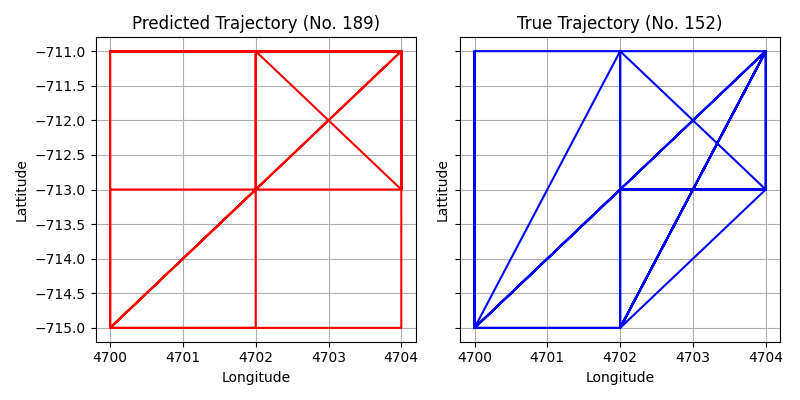 Predicted Trajectory (No. 189)
True Trajectory (No. 152)
−711.0
−711.5
−712.0
−712.5
−713.0
−713.5
−714.0
−714.5
−715.0
Lattitude
Lattitude
4700 4701 4702 4703 4704
4700 4701 4702 4703 4704
Longitude
Longitude